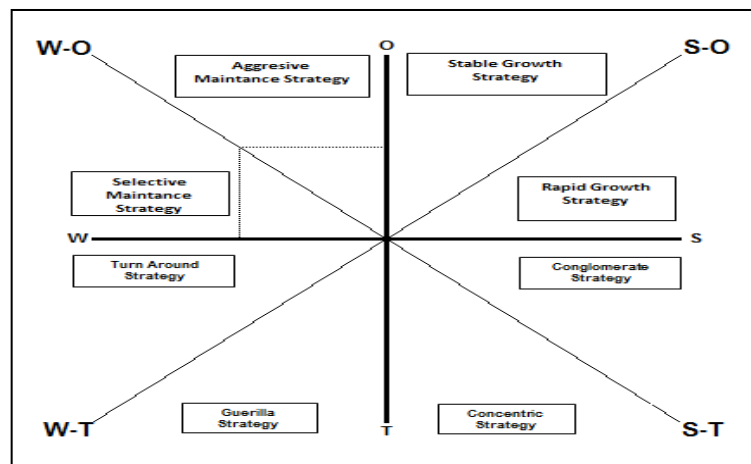 W-O
Aggresive
Maintance Strategy
O
Stable Growth
Strategy
S-O
Selective
Maintance
Strategy
Rapid Growth
Strategy
W
S
Turn Around
Strategy
Conglomerate
Strategy
W-T
Guerilla
Strategy
T
Concentric
Strategy
S-T